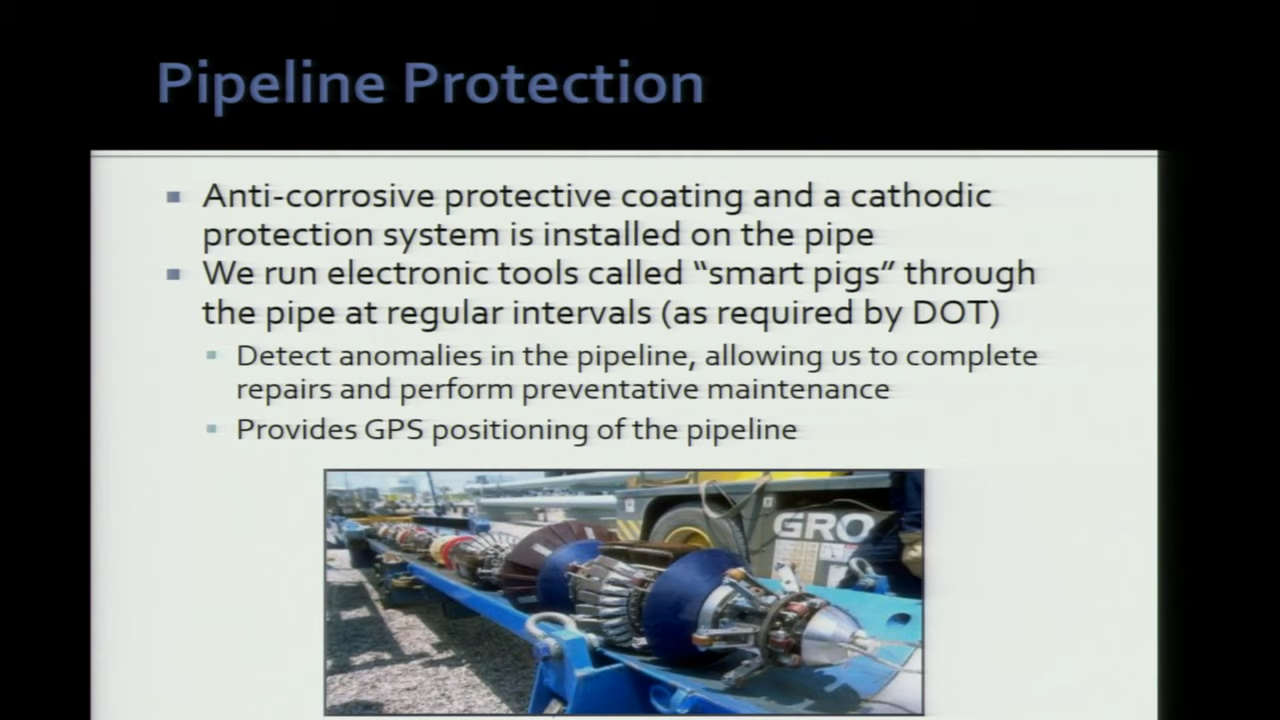 Pipeline Protection
Anti-corrosive protective coating and a cathodic
protection system is installed on the pipe
We run electronic tools called “smart pigs” through
the pipe at regular intervals (as required by DOT)
Detect anomalies in the pipeline, allowing us to complete
repairs and perform preventative maintenance
Provides GPS positioning of the pipeline
GRO